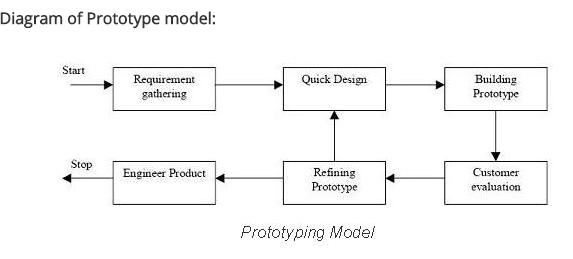 Diagram of Prototype model:
Start
Requirement
gathering
Quick Design
Building
Prototype
Stop
Engineer Product
Refining
Prototype
Customer
evaluation
Prototyping Model